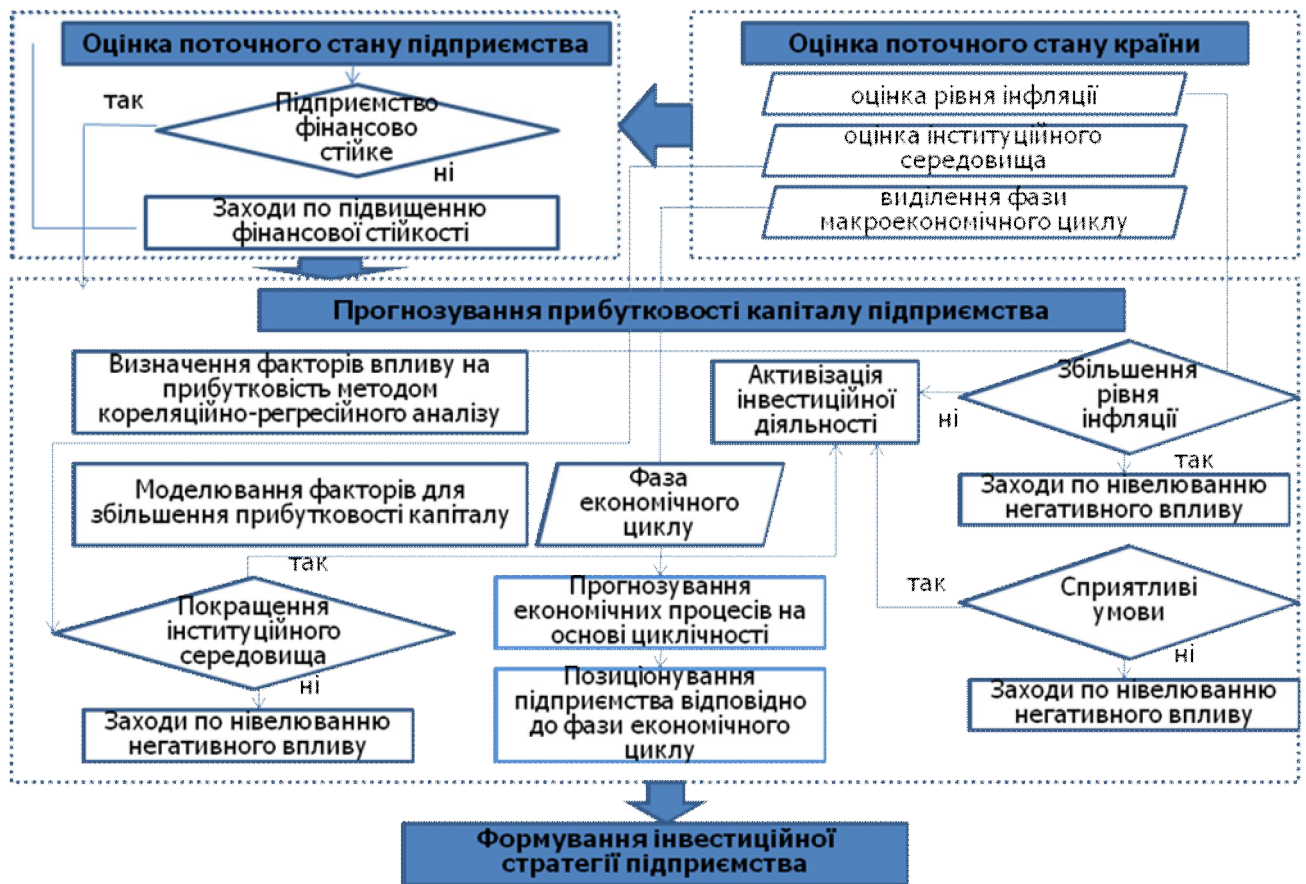 Оцінка поточного стану підприємства
так
Підприємство
фінансово
стійке
ні
Заходи по підвищенню
фінансової стійкості
Оцінка поточного стану країни
оцінка рівня інфляції
оцінка інституційного
середовища
виділення фази
макроекономічного циклу
Прогнозування прибутковості капіталу підприємства
Визначення факторів впливу на
прибутковість методом
кореляційно-регресійного аналізу
Активізація
інвестиційної
діяльності
Збільшення
рівня
інфляції
ні
так
Заходи по нівелюванню
негативного впливу
Моделювання факторів для
збільшення прибутковості капіталу
Фаза
економічного
циклу
так
Покращення
інституційного
середовища
ні
Заходи по нівелюванню
негативного впливу
Прогнозування
економічних процесів на
основі циклічності
Позиціонування
підприємства відповідно
до фази економічного
циклу
так
Сприятливі
умови
ні
Заходи по нівелюванню
негативного впливу
Формування інвестиційної
стратегії підприємства